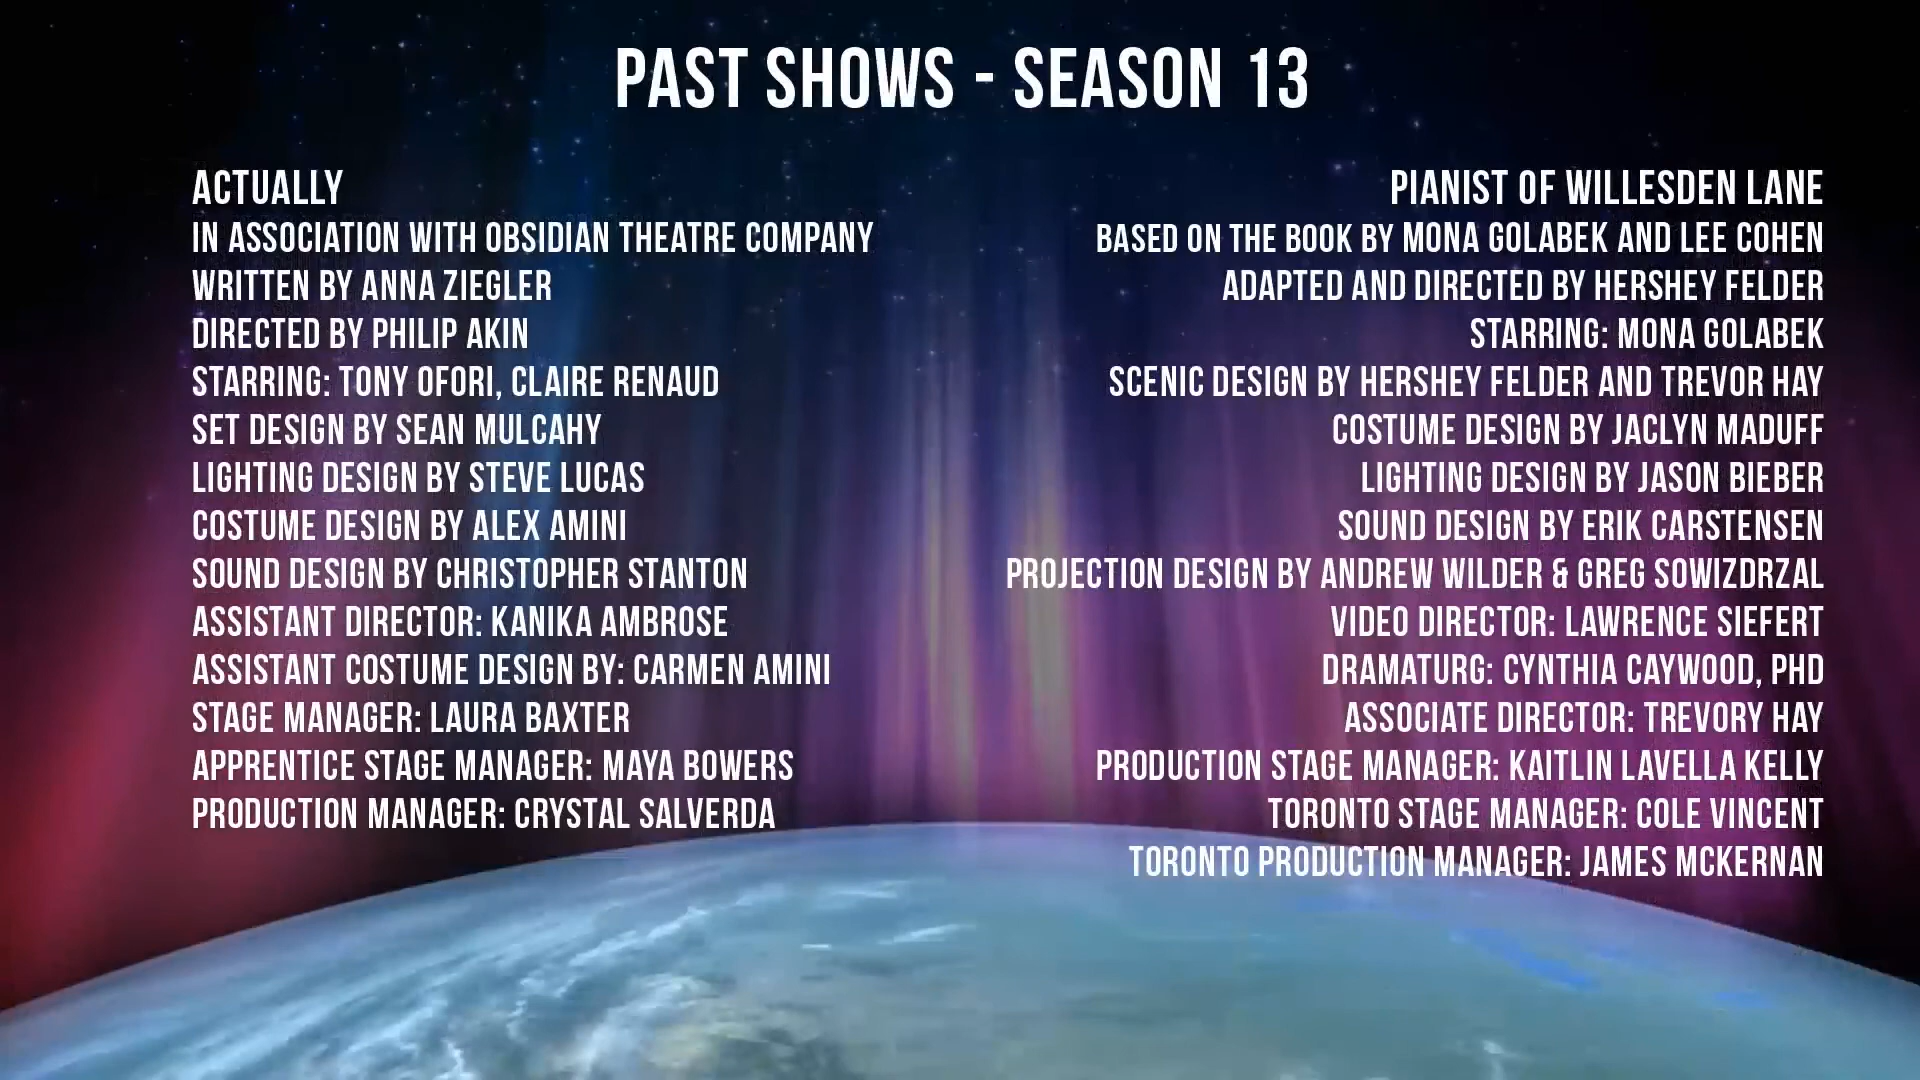 PAST SHOWS - SEASON 13
ACTUALLY
IN ASSOCIATION WITH OBSIDIAN THEATRE COMPANY
WRITTEN BY ANNA ZIEGLER
DIRECTED BY PHILIP AKIN
STARRING: TONY OFORI, CLAIRE RENAUD
SET DESIGN BY SEAN MULCAHY
LIGHTING DESIGN BY STEVE LUCAS
COSTUME DESIGN BY ALEX AMINI
SOUND DESIGN BY CHRISTOPHER STANTON
ASSISTANT DIRECTOR: KANIKA AMBROSE
ASSISTANT COSTUME DESIGN BY: CARMEN AMINI
STAGE MANAGER: LAURA BAXTER
APPRENTICE STAGE MANAGER: MAYA BOWERS
PRODUCTION MANAGER: CRYSTAL SALVERDA
PIANIST OF WILLESDEN LANE
BASED ON THE BOOK BY MONA GOLABEK AND LEE COHEN
ADAPTED AND DIRECTED BY HERSHEY FELDER
STARRING: MONA GOLABEK
SCENIC DESIGN BY HERSHEY FELDER AND TREVOR HAY
COSTUME DESIGN BY JACLYN MADUFF
LIGHTING DESIGN BY JASON BIEBER
SOUND DESIGN BY ERIK CARSTENSEN
PROJECTION DESIGN BY ANDREW WILDER & GREG SOWIZDRZAL
VIDEO DIRECTOR: LAWRENCE SIEFERT
DRAMATURG: CYNTHIA CAYWOOD, PHD
ASSOCIATE DIRECTOR: TREVORY HAY
PRODUCTION STAGE MANAGER: KAITLIN LAVELLA KELLY
TORONTO STAGE MANAGER: COLE VINCENT
TORONTO PRODUCTION MANAGER: JAMES MCKERNAN